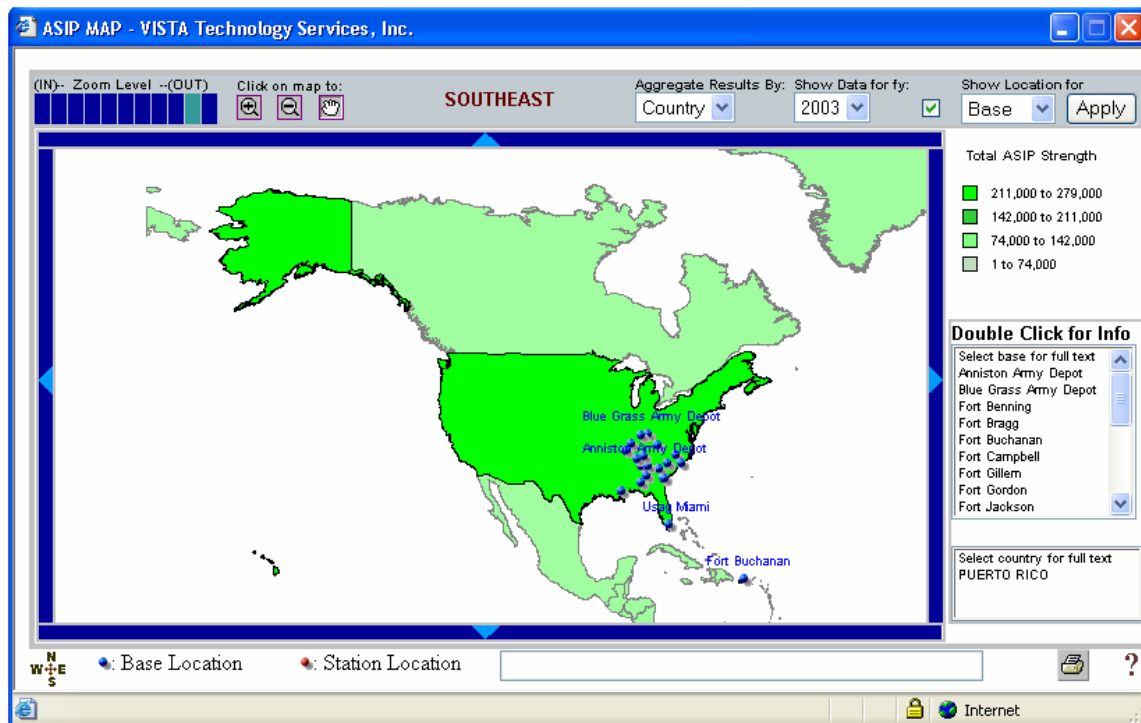 ASIP MAP - VISTA Technology Services, Inc.
(IN)-- Zoom Level --(OUT)
Click on map to:
SOUTHEAST
Aggregate Results By:
Country
Show Data for fy:
2003
Show Location for
Base
Apply
Total ASIP Strength
211,000 to 279,000
142,000 to 211,000
74,000 to 142,000
1 to 74,000
Blue Grass Army Depot
Anniston Army Depot
Usag Miami
Fort Buchanan
Double Click for Info
Select base for full text
Anniston Army Depot
Blue Grass Army Depot
Fort Benning
Fort Bragg
Fort Buchanan
Fort Campbell
Fort Gillem
Fort Gordon
Fort Jackson
Select country for full text
PUERTO RICO
N
W E
S
: Base Location
: Station Location
?
Internet